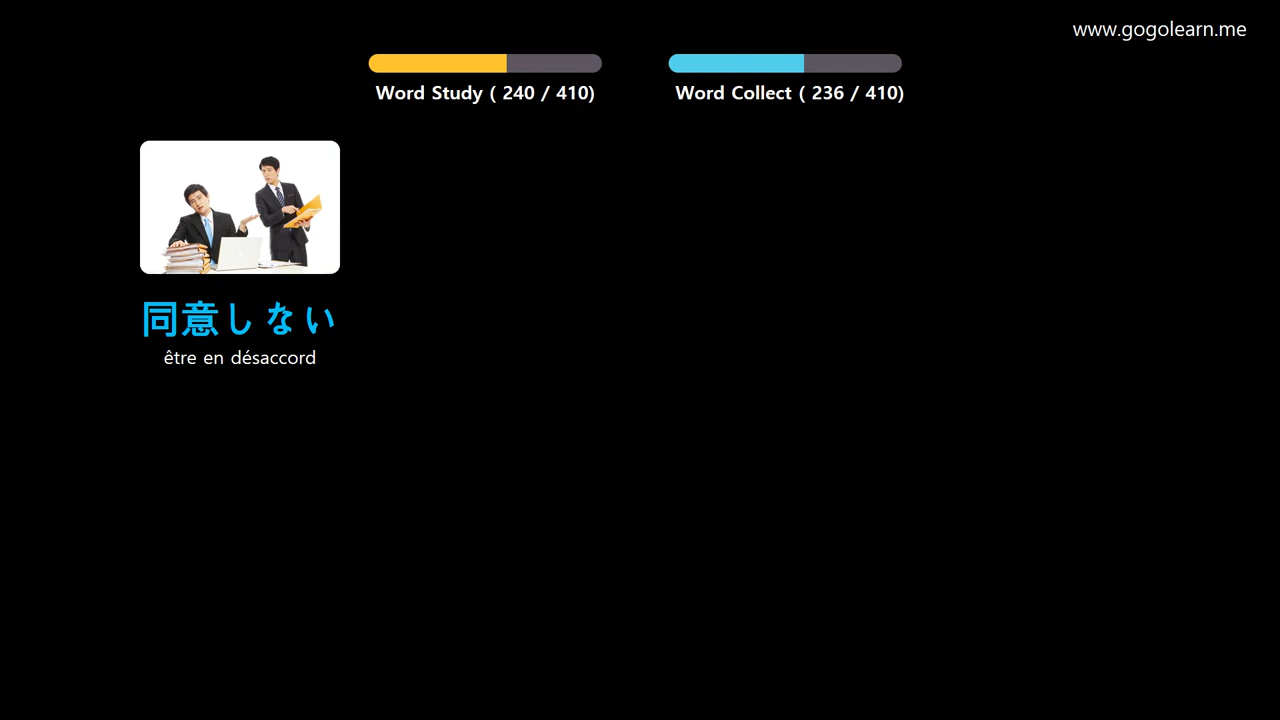 www.gogolearn.me
Word Study ( 240 / 410)
Word Collect ( 236 / 410)
同意しない
être en désaccord